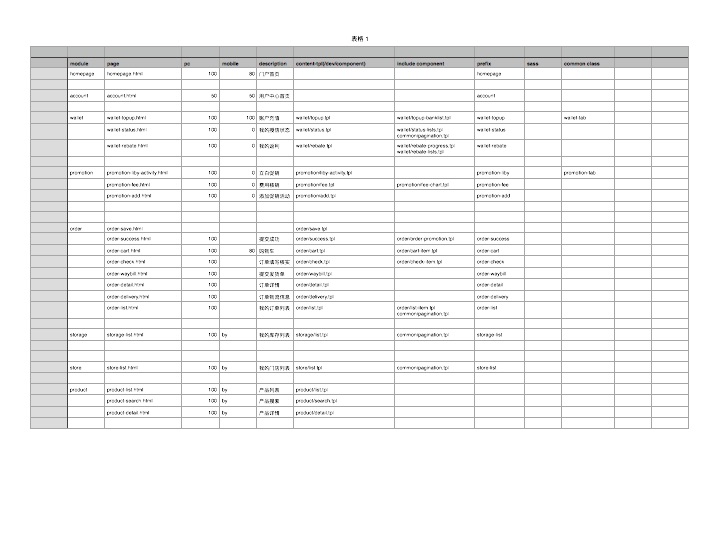 表格 1
module page pc mobile description content-tpl(/dev/component) include component prefix sass common class
homepage homepage.html 100 80 门户首页 homepage
account account.html 50 50 用户中心首页 account
wallet wallet-topup.html 100 100 账户充值 wallet/topup.tpl wallet/topup-banklist.tpl wallet-topup wallet-tab
wallet-status.html 100 0 wallet/status.tpl wallet/status-lists.tpl wallet-status
common/pagination.tpl
wallet-rebate.html 100 0 我的返利 wallet/rebate.tpl wallet/rebate-progress.tpl wallet-rebate
wallet/rebate-lists.tpl
promotion promotion-liby-activity.html 100 0 立白促销 promotion/liby-activity.tpl promotion-liby promotion-tab
promotion-fee.html 100 0 费用核销 promotion/fee.tpl promotion/fee-chart.tpl promotion-fee
promotion-add.html 100 0 添加促销活动 promotion/add.tpl promotion-add
order order-save.html order/save.tpl
order-success.html 100 提交成功 order/success.tpl order/order-promotion.tpl order-success
order-cart.html 100 80 购物车 order/cart.tpl order/cart-item.tpl order-cart
order-check.html 100 订单填写核实 order/check.tpl order/check-item.tpl order-check
order-waybill.html 100 提交发货单 order/waybill.tpl order-waybill
order-detail.html 100 订单详情 order/detail.tpl order-detail
order-delivery.html 100 订单物流信息 order/delivery.tpl order-delivery
order-list.html 100 我的订单列表 order/list.tpl order/list-item.tpl order-list
common/pagination.tpl
storage storage-list.html 100 by 我的库存列表 storage/list.tpl common/pagination.tpl storage-list
store store-list.html 100 by 我的门店列表 store/list.tpl common/pagination.tpl store-list
product product-list.html 100 by 产品列表 product/list.tpl
product-search.html 100 by 产品搜索 product/search.tpl
product-detail.html 100 by 产品详情 product/detail.tpl